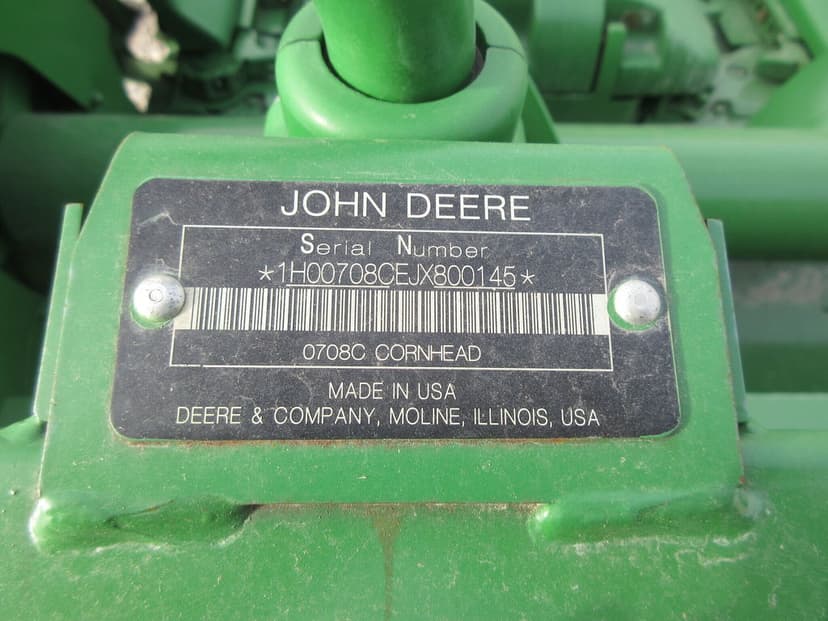 JOHN DEERE
Serial Number
*1H00708CEJX800145*
0708C CORNHEAD
MADE IN USA
DEERE & COMPANY, MOLINE, ILLINOIS, USA